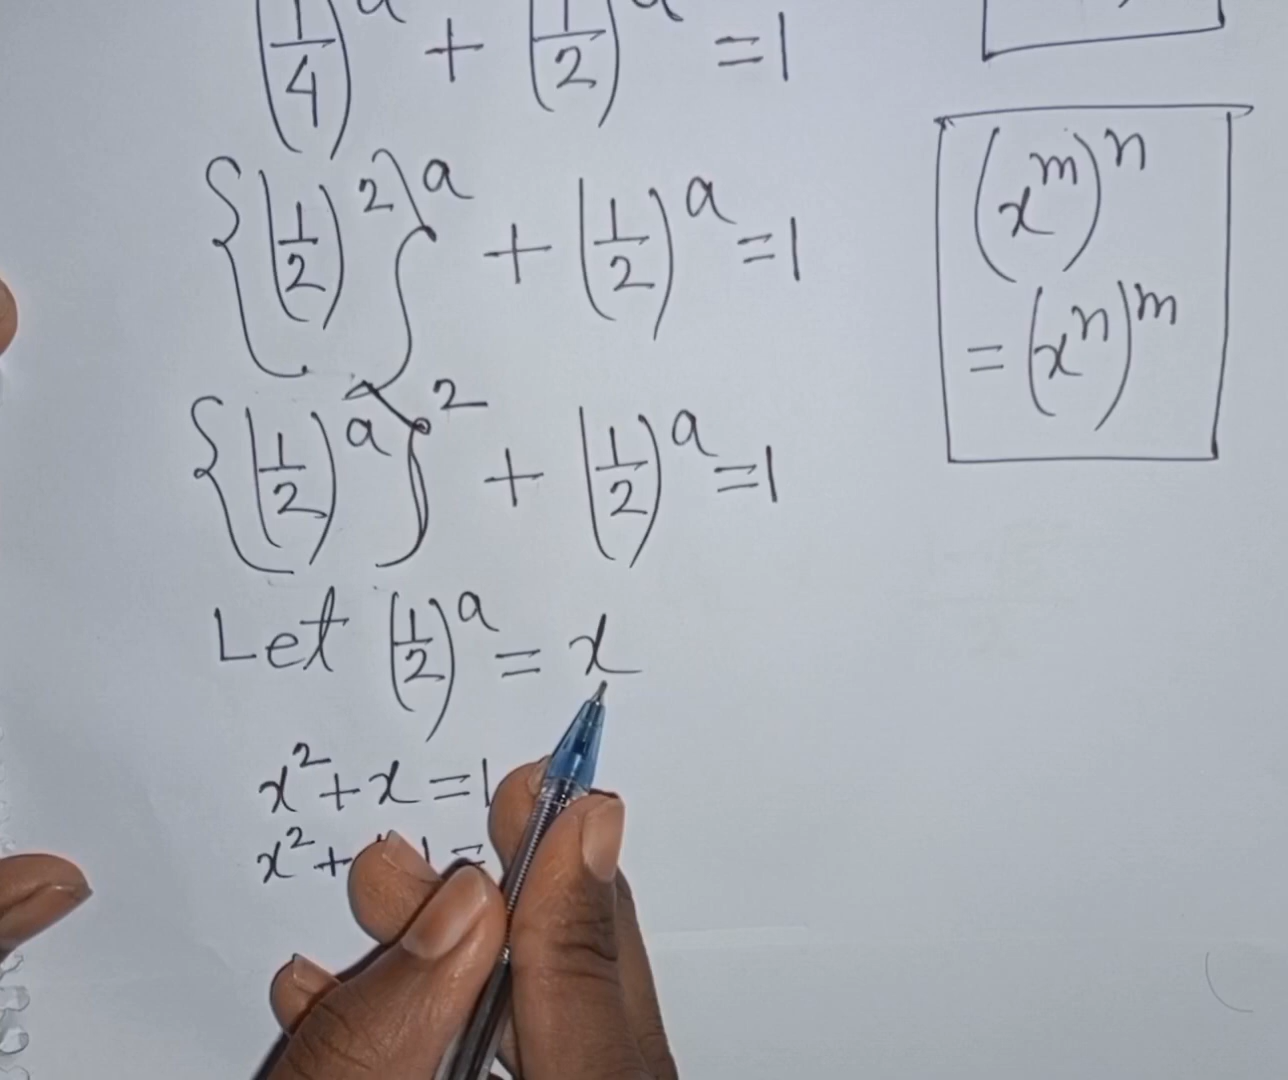 (1/4)^a + (1/2)^a = 1
{(1/2)^2}^a + (1/2)^a = 1
{(1/2)^a}^2 + (1/2)^a = 1
Let (1/2)^a = x
x^2 + x = 1
x^2 +
(x^m)^n
= (x^n)^m